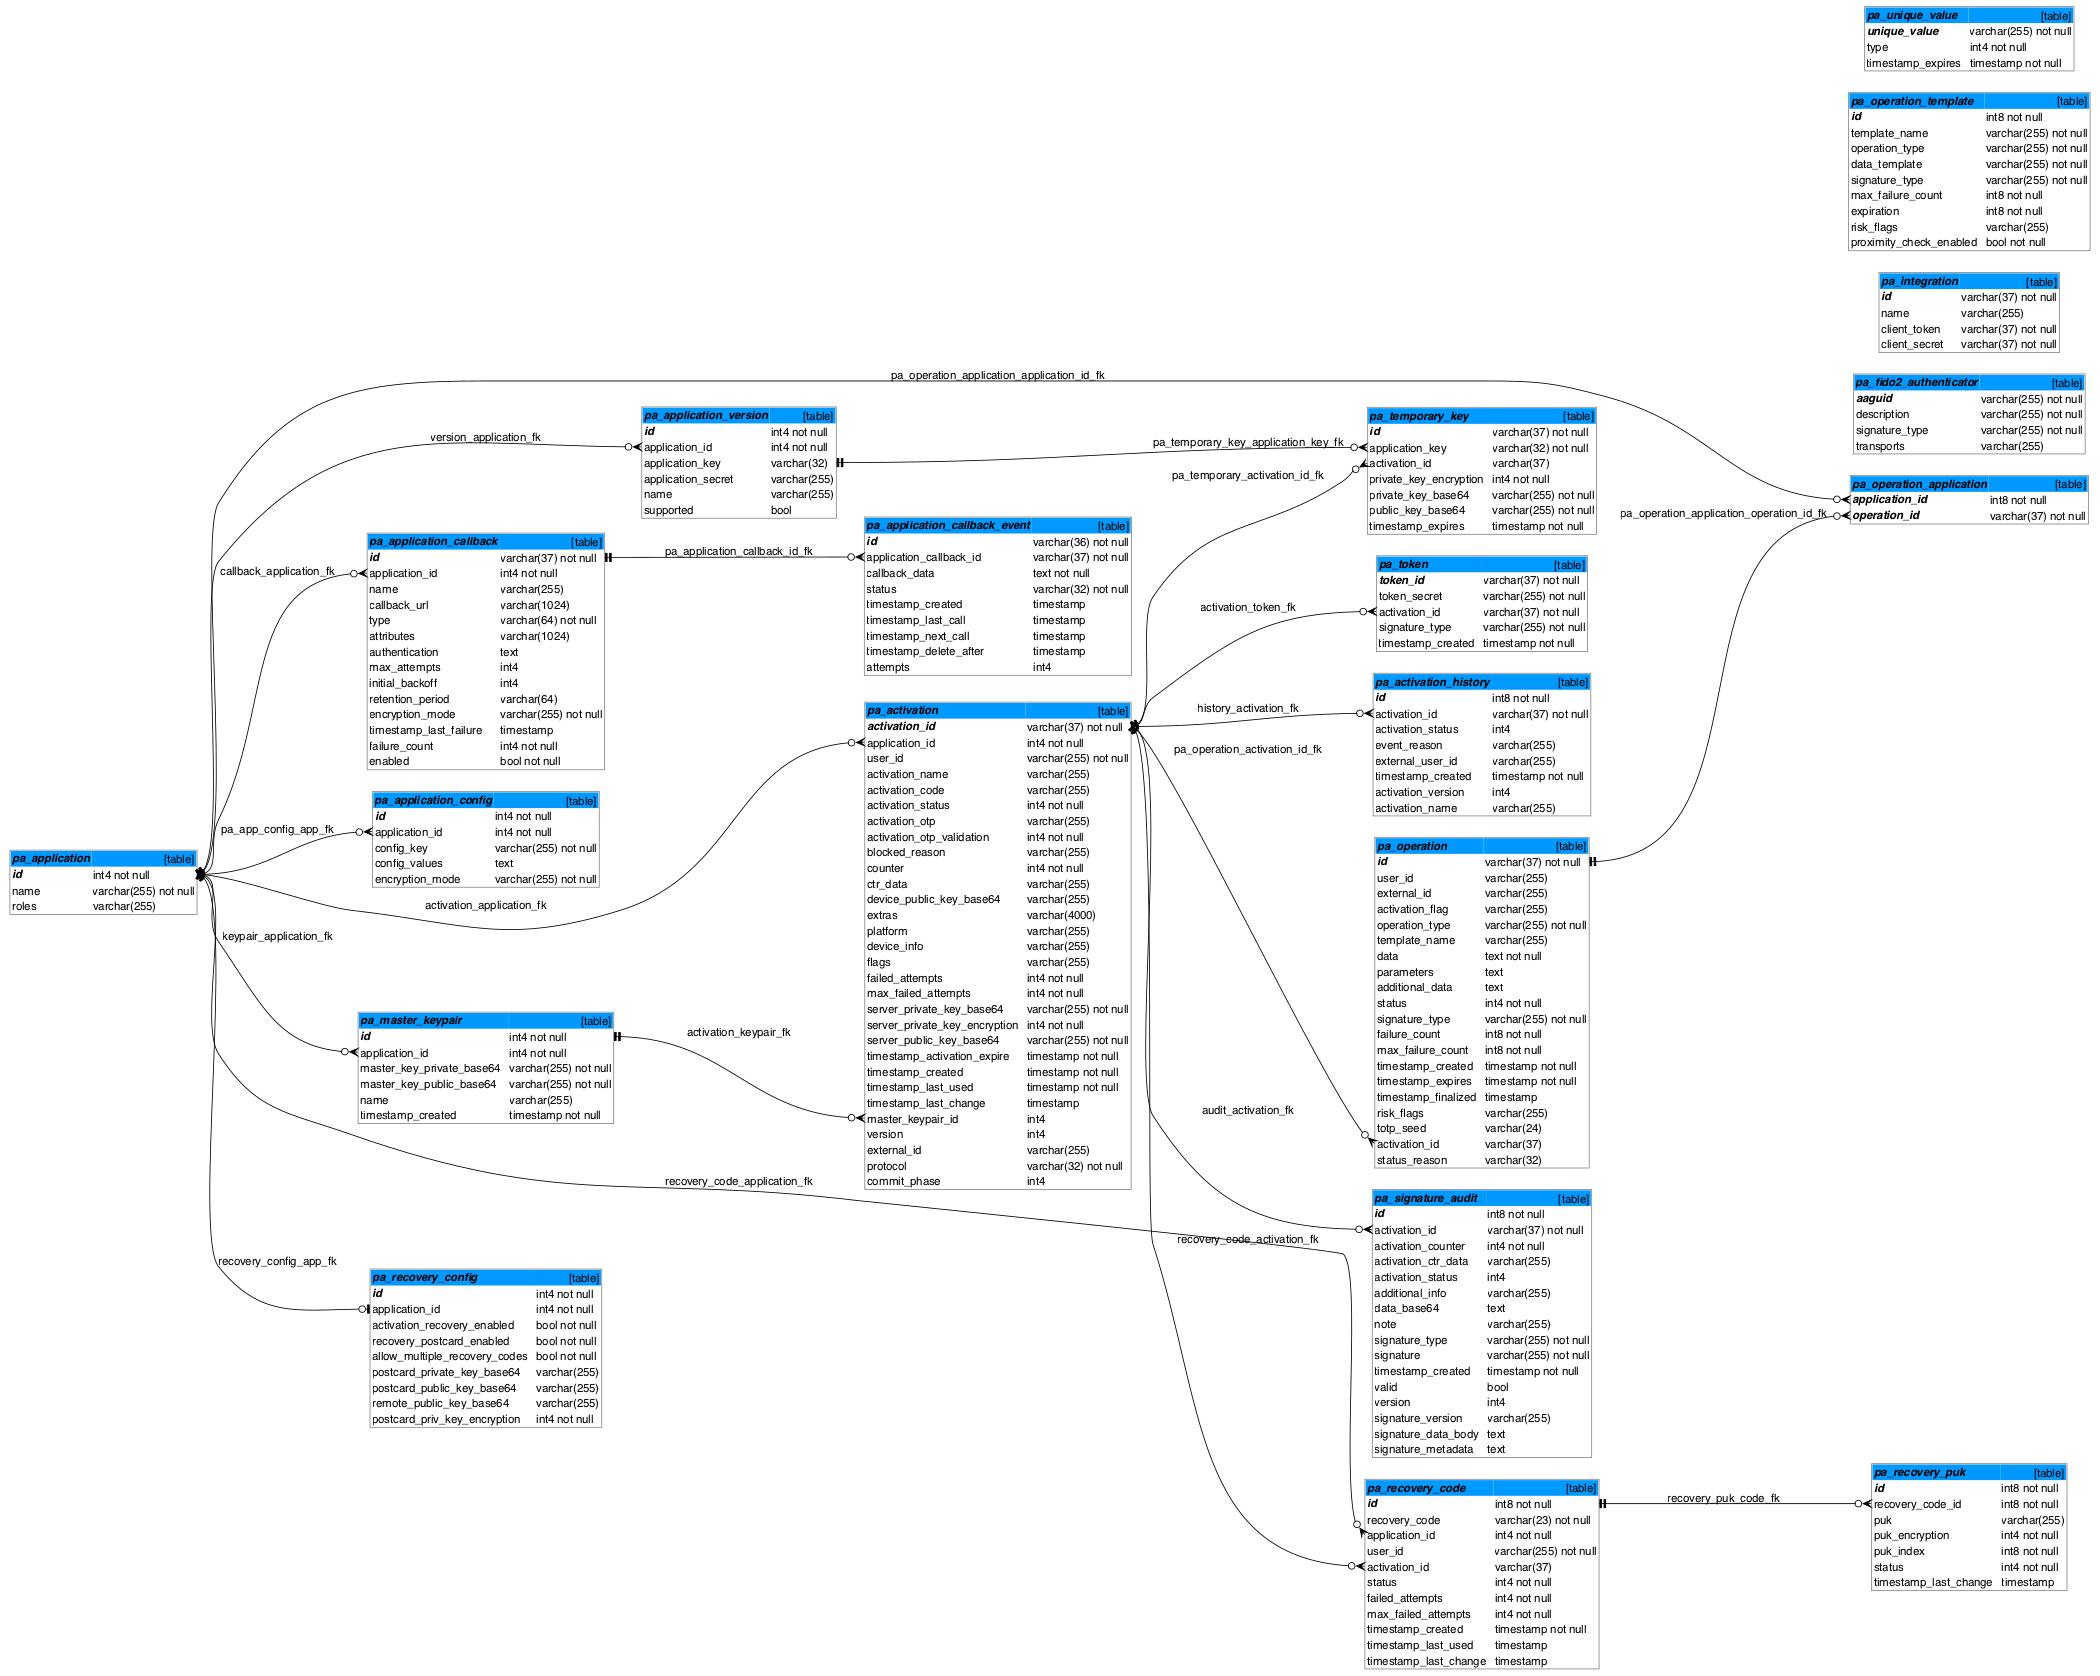 pa_unique_value [table]
unique_value varchar(255) not null
type int4 not null
timestamp_expires timestamp not null
pa_operation_template [table]
id int8 not null
template_name varchar(255) not null
operation_type varchar(255) not null
data_template varchar(255) not null
signature_type varchar(255) not null
max_failure_count int8 not null
expiration int8 not null
risk_flags varchar(255)
proximity_check_enabled bool not null
pa_integration [table]
id varchar(37) not null
name varchar(255)
client_token varchar(37) not null
client_secret varchar(37) not null
pa_fido2_authenticator [table]
aaguid varchar(255) not null
description varchar(255) not null
signature_type varchar(255) not null
transports varchar(255)
pa_operation_application [table]
application_id int8 not null
operation_id varchar(37) not null
pa_operation_application_application_id_fk
pa_operation_application_operation_id_fk
pa_application_version [table]
id int4 not null
application_id int4 not null
application_key varchar(32)
application_secret varchar(255)
name varchar(255)
supported bool
version_application_fk
pa_temporary_key_application_key_fk
pa_temporary_activation_id_fk
pa_temporary_key [table]
id varchar(37) not null
application_key varchar(32) not null
activation_id varchar(37)
private_key_encryption int4 not null
private_key_base64 varchar(255) not null
public_key_base64 varchar(255) not null
timestamp_expires timestamp not null
callback_application_fk
pa_application_callback [table]
id varchar(37) not null
application_id int4 not null
name varchar(255)
callback_url varchar(1024)
type varchar(64) not null
attributes varchar(1024)
authentication text
max_attempts int4
initial_backoff int4
retention_period varchar(64)
encryption_mode varchar(255) not null
timestamp_last_failure timestamp
failure_count int4 not null
enabled bool not null
pa_application_callback_id_fk
pa_application_callback_event [table]
id varchar(36) not null
application_callback_id varchar(37) not null
callback_data text not null
status varchar(32) not null
timestamp_created timestamp
timestamp_last_call timestamp
timestamp_next_call timestamp
timestamp_delete_after timestamp
attempts int4
activation_token_fk
pa_token [table]
token_id varchar(37) not null
token_secret varchar(255) not null
activation_id varchar(37) not null
signature_type varchar(255) not null
timestamp_created timestamp not null
history_activation_fk
pa_activation_history [table]
id int8 not null
activation_id varchar(37) not null
activation_status int4
event_reason varchar(255)
external_user_id varchar(255)
timestamp_created timestamp not null
activation_version int4
activation_name varchar(255)
pa_operation_activation_id_fk
pa_activation [table]
activation_id varchar(37) not null
application_id int4 not null
user_id varchar(255) not null
activation_name varchar(255)
activation_code varchar(255)
activation_status int4 not null
activation_otp varchar(255)
activation_otp_validation int4 not null
blocked_reason varchar(255)
counter int4 not null
ctr_data varchar(255)
device_public_key_base64 varchar(255)
extras varchar(4000)
platform varchar(255)
device_info varchar(255)
flags varchar(255)
failed_attempts int4 not null
max_failed_attempts int4 not null
server_private_key_base64 varchar(255) not null
server_private_key_encryption int4 not null
server_public_key_base64 varchar(255) not null
timestamp_activation_expire timestamp not null
timestamp_created timestamp not null
timestamp_last_used timestamp not null
timestamp_last_change timestamp
master_keypair_id int4
version int4
external_id varchar(255)
protocol varchar(32) not null
commit_phase int4
pa_app_config_app_fk
pa_application_config [table]
id int4 not null
application_id int4 not null
config_key varchar(255) not null
config_values text
encryption_mode varchar(255) not null
pa_application [table]
id int4 not null
name varchar(255) not null
roles varchar(255)
activation_application_fk
keypair_application_fk
pa_operation [table]
id varchar(37) not null
user_id varchar(255)
external_id varchar(255)
activation_flag varchar(255)
operation_type varchar(255) not null
template_name varchar(255)
data text not null
parameters text
additional_data text
status int4 not null
signature_type varchar(255) not null
failure_count int8 not null
max_failure_count int8 not null
timestamp_created timestamp not null
timestamp_expires timestamp not null
timestamp_finalized timestamp
risk_flags varchar(255)
totp_seed varchar(24)
activation_id varchar(37)
status_reason varchar(32)
pa_master_keypair [table]
id int4 not null
application_id int4 not null
master_key_private_base64 varchar(255) not null
master_key_public_base64 varchar(255) not null
name varchar(255)
timestamp_created timestamp not null
activation_keypair_fk
audit_activation_fk
recovery_code_application_fk
recovery_code_activation_fk
pa_signature_audit [table]
id int8 not null
activation_id varchar(37) not null
activation_counter int4 not null
activation_ctr_data varchar(255)
activation_status int4
additional_info varchar(255)
data_base64 text
note varchar(255)
signature_type varchar(255) not null
signature varchar(255) not null
timestamp_created timestamp not null
valid bool
version int4
signature_version varchar(255)
signature_data_body text
signature_metadata text
recovery_config_app_fk
pa_recovery_config [table]
id int4 not null
application_id int4 not null
activation_recovery_enabled bool not null
recovery_postcard_enabled bool not null
allow_multiple_recovery_codes bool not null
postcard_private_key_base64 varchar(255)
postcard_public_key_base64 varchar(255)
remote_public_key_base64 varchar(255)
postcard_priv_key_encryption int4 not null
pa_recovery_code [table]
id int8 not null
recovery_code varchar(23) not null
application_id int4 not null
user_id varchar(255) not null
activation_id varchar(37)
status int4 not null
failed_attempts int4 not null
max_failed_attempts int4 not null
timestamp_created timestamp not null
timestamp_last_used timestamp
timestamp_last_change timestamp
recovery_puk_code_fk
pa_recovery_puk [table]
id int8 not null
recovery_code_id int8 not null
puk varchar(255)
puk_encryption int4 not null
puk_index int8 not null
status int4 not null
timestamp_last_change timestamp